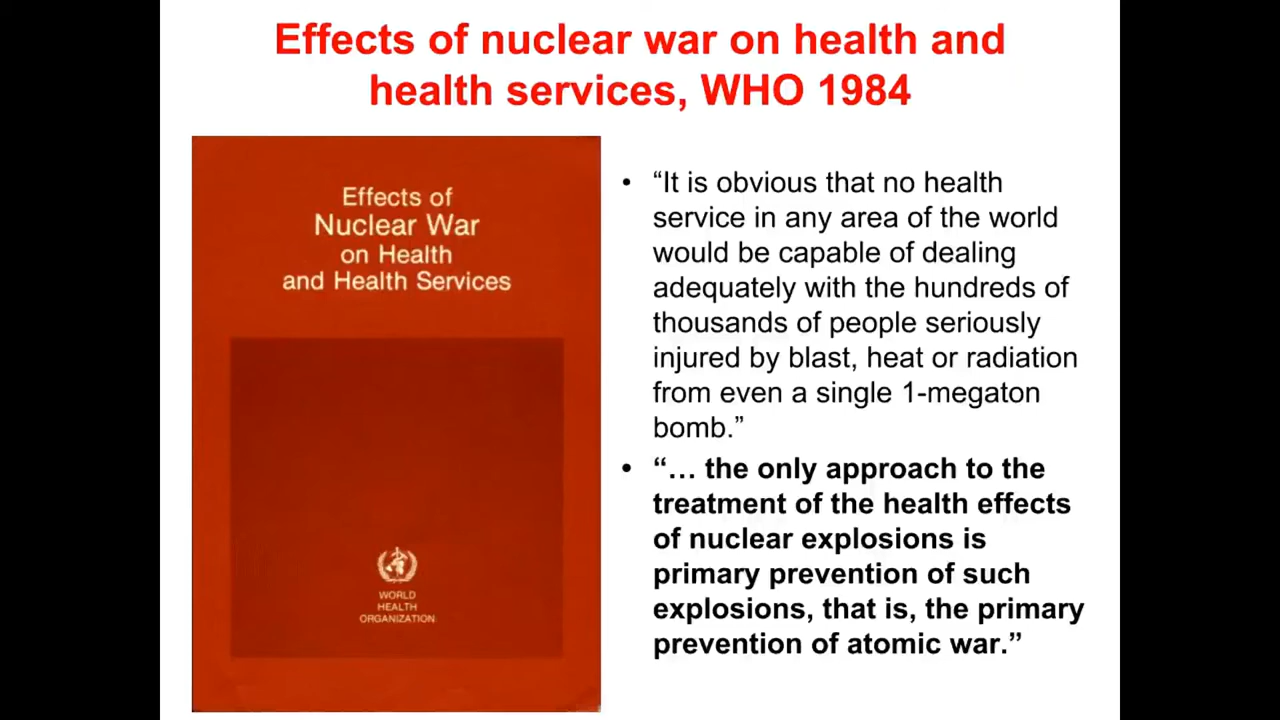 Effects of nuclear war on health and
health services, WHO 1984
Effects of
Nuclear War
on Health
and Health Services
WORLD
HEALTH
ORGANIZATION
• “It is obvious that no health
service in any area of the world
would be capable of dealing
adequately with the hundreds of
thousands of people seriously
injured by blast, heat or radiation
from even a single 1-megaton
bomb.”
• “… the only approach to the
treatment of the health effects
of nuclear explosions is
primary prevention of such
explosions, that is, the primary
prevention of atomic war.”